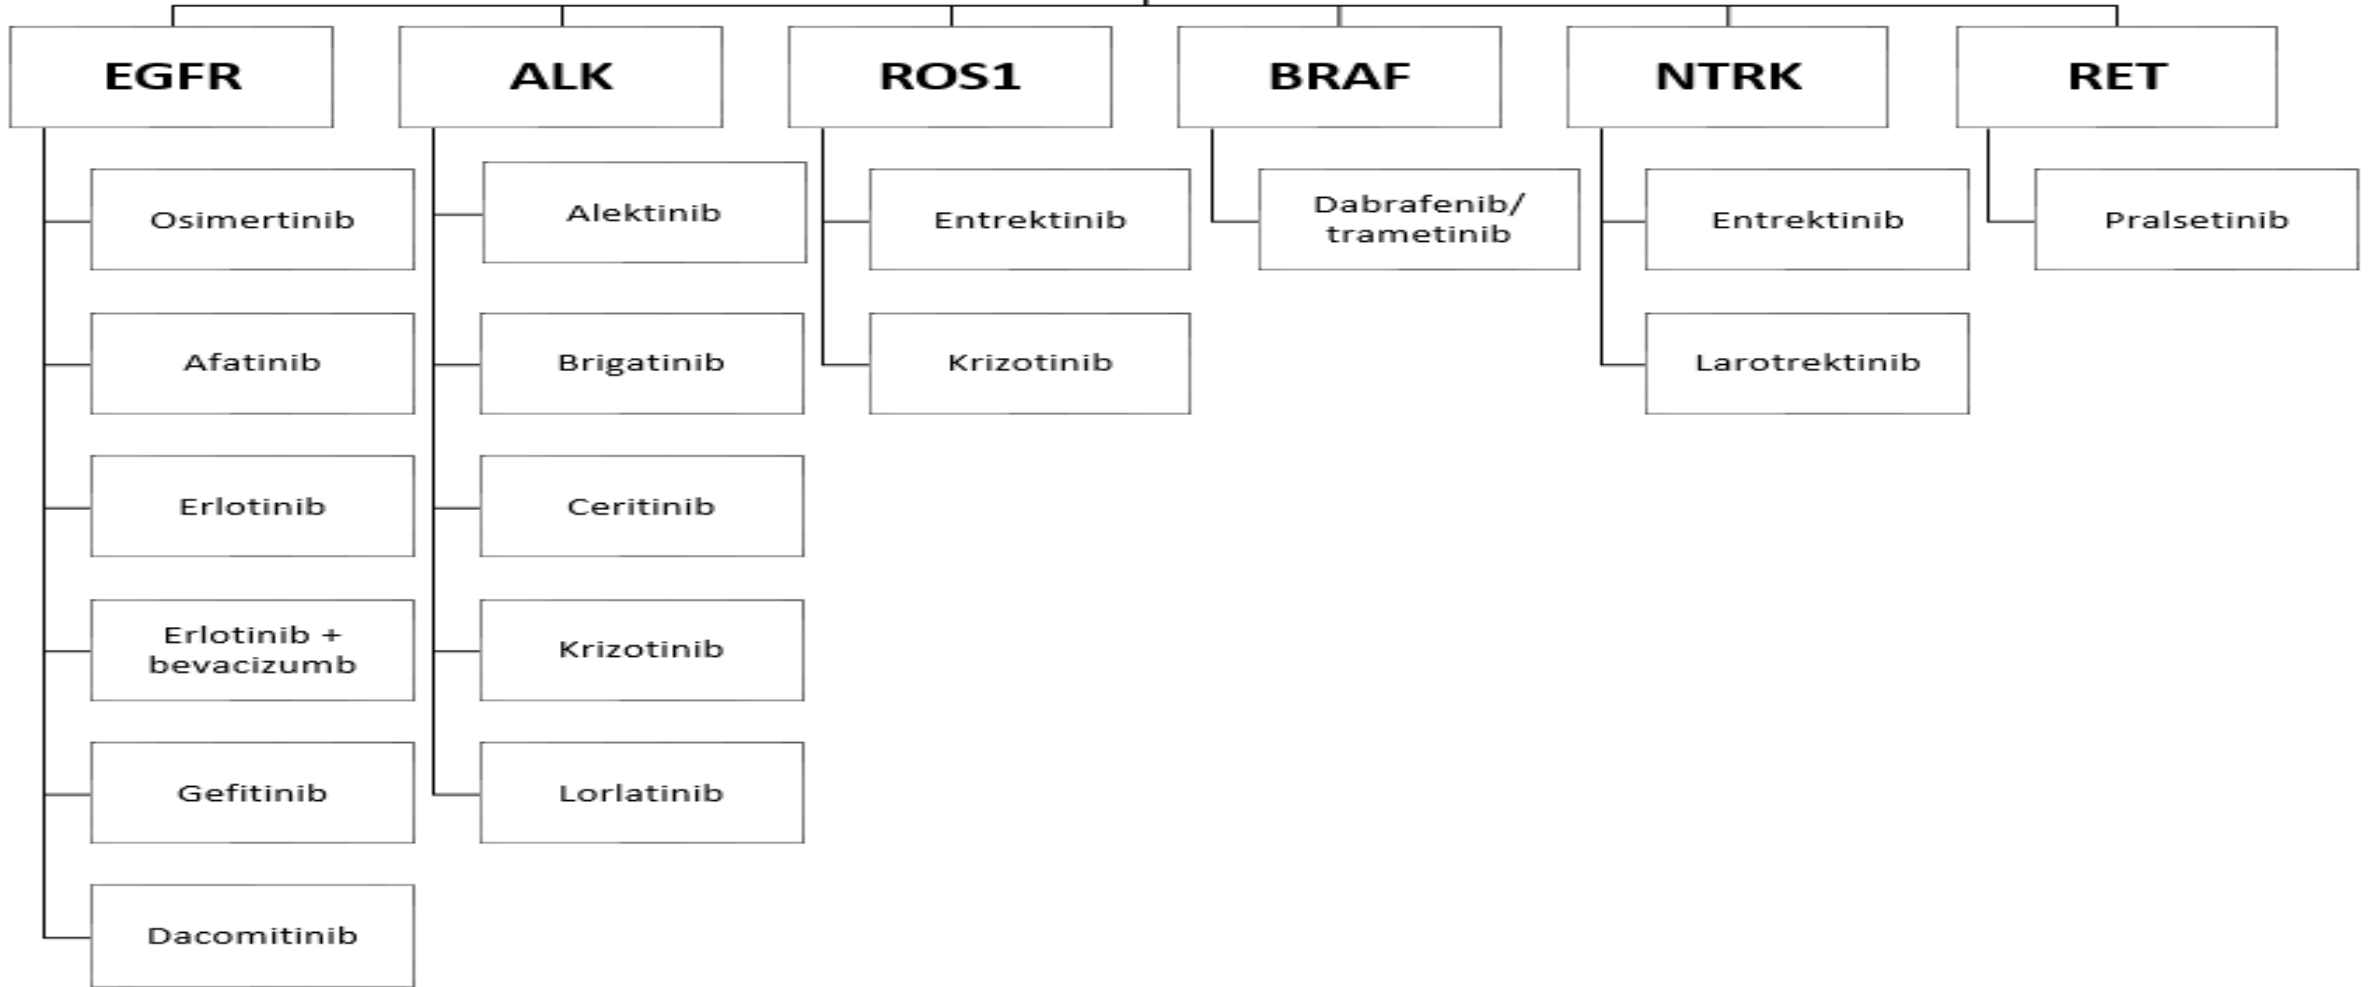 EGFR
ALK
ROS1
BRAF
NTRK
RET
Osimertinib
Afatinib
Erlotinib
Erlotinib +
bevacizumb
Gefitinib
Dacomitinib
Alektinib
Brigatinib
Ceritinib
Krizotinib
Lorlatinib
Entrektinib
Krizotinib
Dabrafenib/
trametinib
Entrektinib
Larotrektinib
Pralsetinib